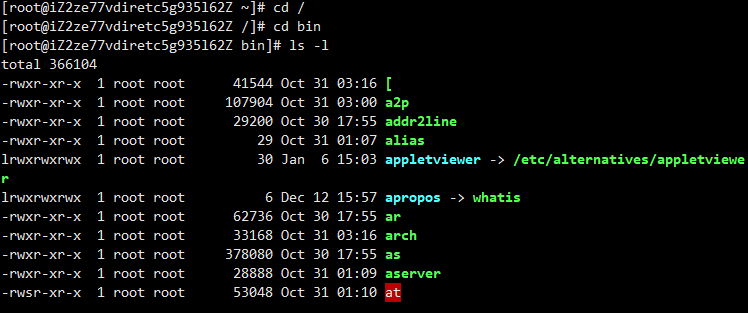 [root@iZ2ze77vdiretc5g935l62Z ~]# cd /
[root@iZ2ze77vdiretc5g935l62Z /]# cd bin
[root@iZ2ze77vdiretc5g935l62Z bin]# ls -l
total 366104
-rwxr-xr-x  1 root root      41544 Oct 31 03:16 [
-rwxr-xr-x  1 root root     107904 Oct 31 03:00 a2p
-rwxr-xr-x  1 root root      29200 Oct 30 17:55 addr2line
-rwxr-xr-x  1 root root         29 Oct 31 01:07 alias
lrwxrwxrwx  1 root root         30 Jan  6 15:03 appletviewer -> /etc/alternatives/appletviewe
r
lrwxrwxrwx  1 root root          6 Dec 12 15:57 apropos -> whatis
-rwxr-xr-x  1 root root      62736 Oct 30 17:55 ar
-rwxr-xr-x  1 root root      33168 Oct 31 03:16 arch
-rwxr-xr-x  1 root root     378080 Oct 30 17:55 as
-rwxr-xr-x  1 root root      28888 Oct 31 01:09 aserver
-rwsr-xr-x  1 root root      53048 Oct 31 01:10 at